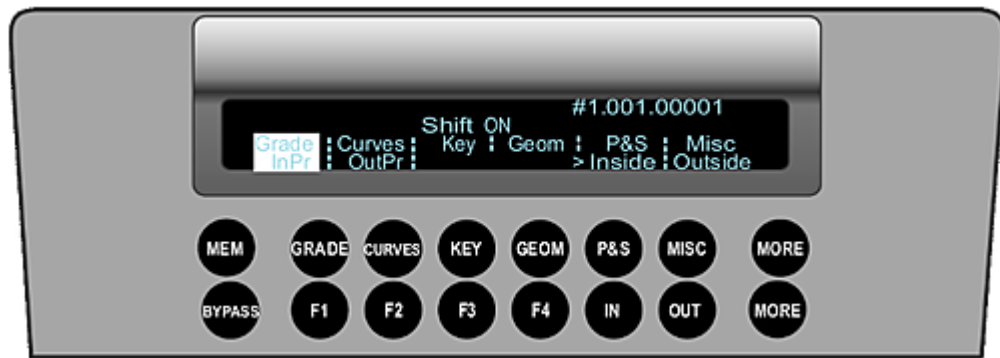 #1.001.00001
Shift ON
Grade Curves Key Geom P&S Misc
InPr OutPr > Inside Outside
MEM GRADE CURVES KEY GEOM P&S MISC MORE
BYPASS F1 F2 F3 F4 IN OUT MORE